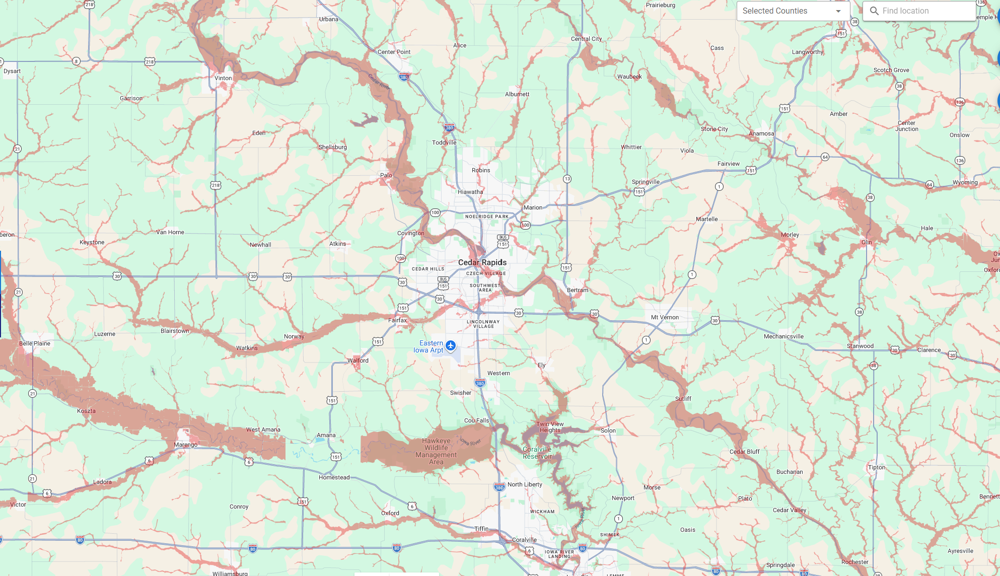 218
Urbana
Prairieburg
Selected Counties
Find location
136
38
151
Central City
Alice
Center Point
Cass
Langworthy
8
218
Dysart
Vinton
380
Cedar River
Waubeek
Scotch Grove
38
Garrison
Alburnett
136
151
Amber
Eden
380
Toddville
Stone City
Anamosa
Center
Junction
Onslow
21
Shellsburg
Whittier
Viola
64
136
Fairview
151
Robins
Palo
13
Springville
151
1
64
Wyoming
218
Hiawatha
38
Marion
100
NOELRIDGE PARK
100
Martelle
Van Horne
Covington
BUS
151
Morley
Hale
Keystone
Newhall
Atkins
Olin
100
Cedar Rapids
CEDAR HILLS
CZECH VILLAGE
151
1
30
30
30
30
BUS
151
SOUTHWEST
AREA
Bertram
21
30
151
30
30
30
Mt Vernon
30
38
Fairfax
LINCOLNWAY
VILLAGE
Luzerne
Blairstown
Norway
Mechanicsville
Belle Plaine
Watkins
151
Eastern
Iowa Arpt
1
Stanwood
30
Clarence
30
Walford
Ely
38
Western
380
21
Swisher
151
Sutliff
Koszta
Cou Falls
Twin View
Heights
Solon
West Amana
Amana
Marengo
Hawkeye
Wildlife
Management
Area
Iowa River
Coralville
Reservoir
Cedar Bluff
6
6
151
Tipton
21
Homestead
Buchanan
Ladora
North Liberty
380
Morse
6
Victor
151
Conroy
6
Newport
Plato
Bennett
Oxford
WICKHAM
Iowa River
Cedar Valley
1
Tiffin
SHIMEK
Oasis
80
80
80
Coralville
6
80
IOWA RIVER
LANDING
Ayresville
Williamsburg
80
Springdale
80
Rochester
38